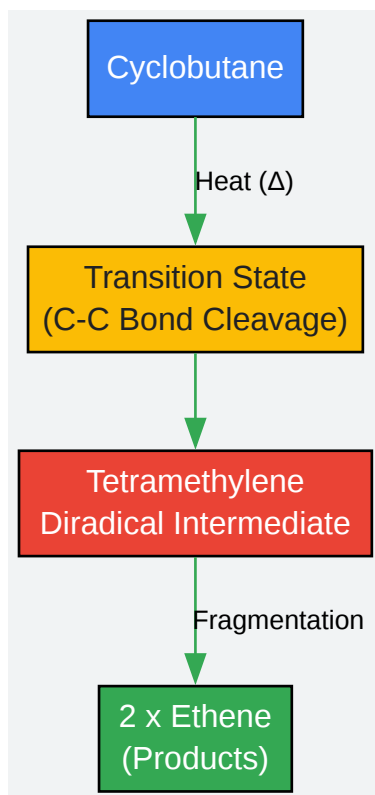 Cyclobutane
Heat (Δ)
Transition State
(C-C Bond Cleavage)
Tetramethylene
Diradical Intermediate
Fragmentation
2 x Ethene
(Products)